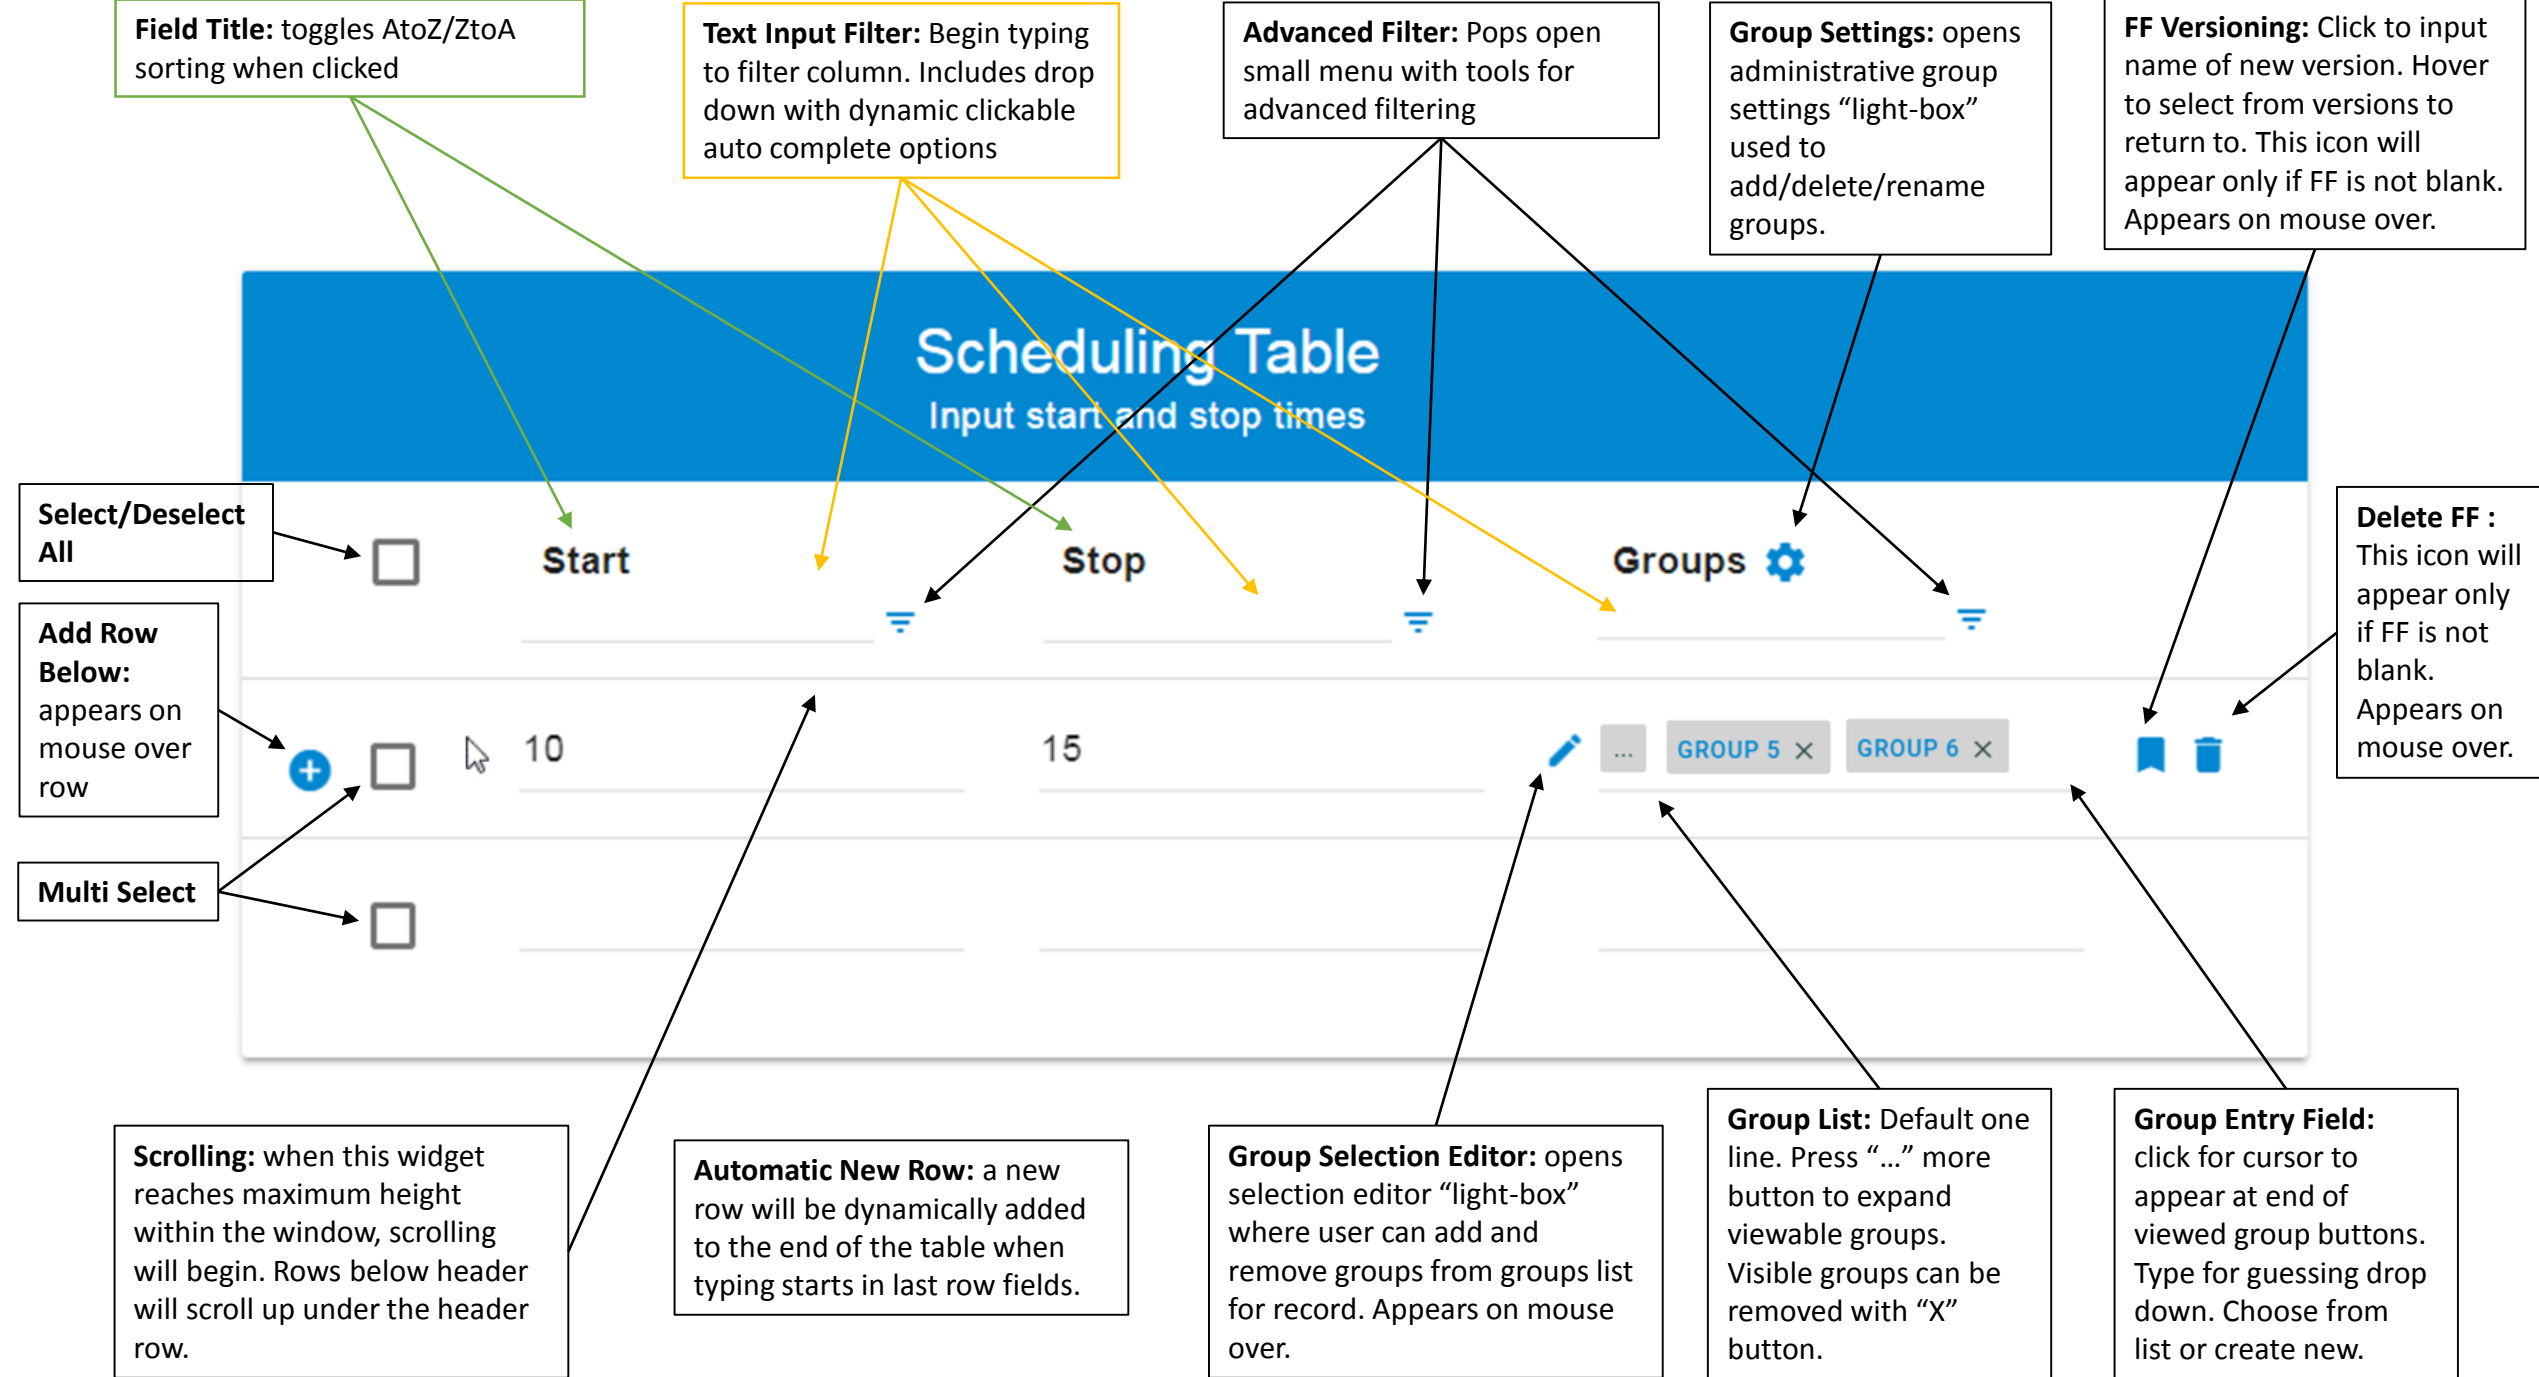 Field Title: toggles AtoZ/ZtoA
sorting when clicked
Text Input Filter: Begin typing
to filter column. Includes drop
down with dynamic clickable
auto complete options
Advanced Filter: Pops open
small menu with tools for
advanced filtering
Group Settings: opens
administrative group
settings “light-box”
used to
add/delete/rename
groups.
FF Versioning: Click to input
name of new version. Hover
to select from versions to
return to. This icon will
appear only if FF is not blank.
Appears on mouse over.
Scheduling Table
Input start and stop times
Select/Deselect
All
Start
Stop
Groups
Delete FF :
This icon will
appear only
if FF is not
blank.
Appears on
mouse over.
Add Row
Below:
appears on
mouse over
row
10
15
...
GROUP 5 ×
GROUP 6 ×
Multi Select
Scrolling: when this widget
reaches maximum height
within the window, scrolling
will begin. Rows below header
will scroll up under the header
row.
Automatic New Row: a new
row will be dynamically added
to the end of the table when
typing starts in last row fields.
Group Selection Editor: opens
selection editor “light-box”
where user can add and
remove groups from groups list
for record. Appears on mouse
over.
Group List: Default one
line. Press “…” more
button to expand
viewable groups.
Visible groups can be
removed with “X”
button.
Group Entry Field:
click for cursor to
appear at end of
viewed group buttons.
Type for guessing drop
down. Choose from
list or create new.